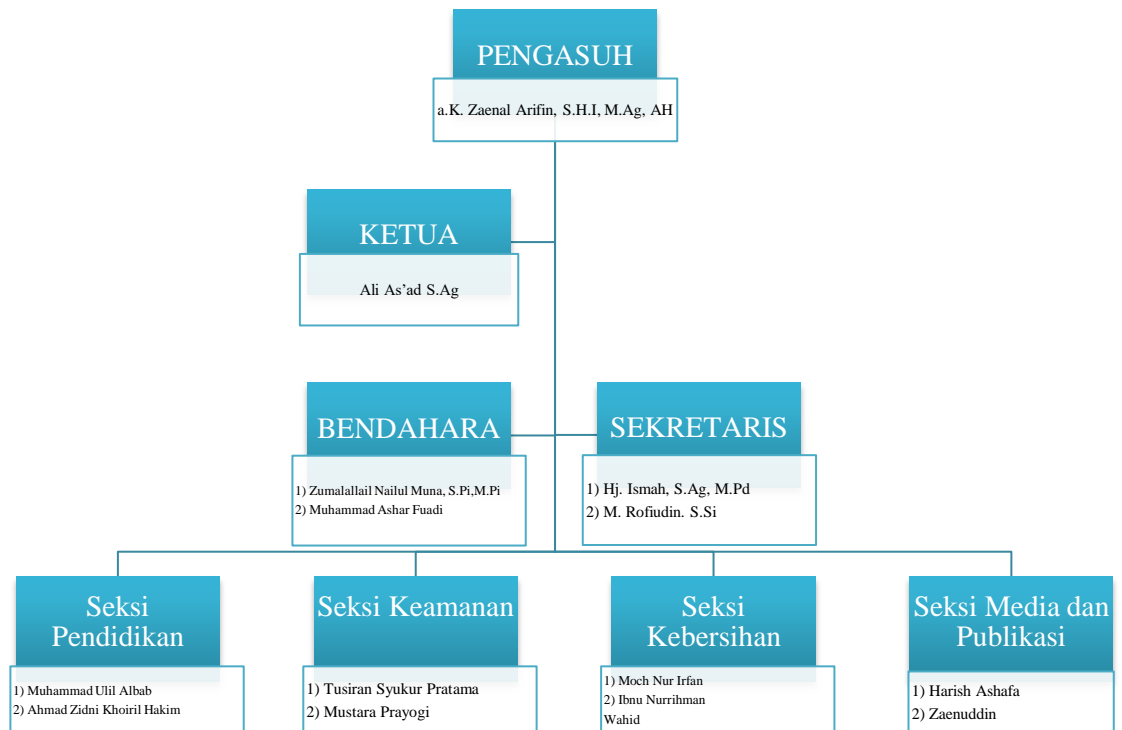 PENGASUH
a.K. Zaenal Arifin, S.H.I, M.Ag, AH
KETUA
Ali As’ad S.Ag
BENDAHARA
1) Zumalallail Nailul Muna, S.Pi,M.Pi
2) Muhammad Ashar Fuadi
SEKRETARIS
1) Hj. Ismah, S.Ag, M.Pd
2) M. Rofiudin. S.Si
Seksi
Pendidikan
1) Muhammad Ulil Albab
2) Ahmad Zidni Khoiril Hakim
Seksi Keamanan
1) Tusiran Syukur Pratama
2) Mustara Prayogi
Seksi
Kebersihan
1) Moch Nur Irfan
2) Ibnu Nurrihman
Wahid
Seksi Media dan
Publikasi
1) Harish Ashafa
2) Zaenuddin